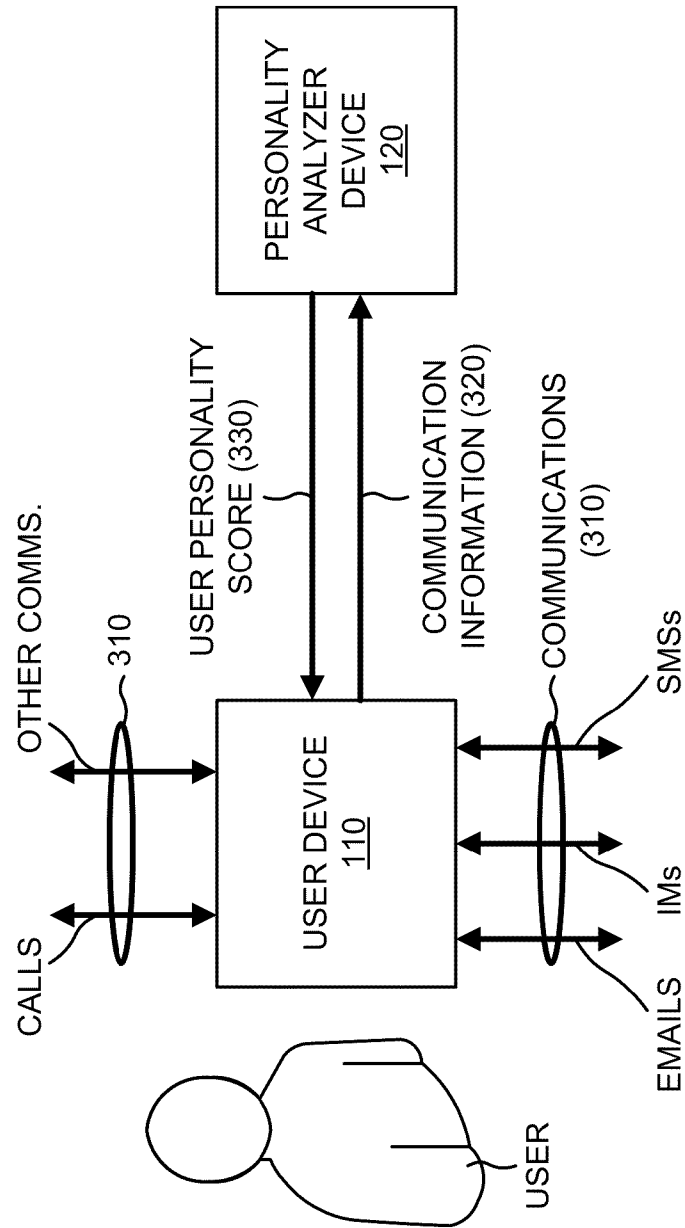 CALLS
OTHER COMMS.
310
USER
USER DEVICE
110
USER PERSONALITY
SCORE (330)
COMMUNICATION
INFORMATION (320)
PERSONALITY
ANALYZER
DEVICE
120
COMMUNICATIONS
(310)
EMAILS
IMs
SMSs